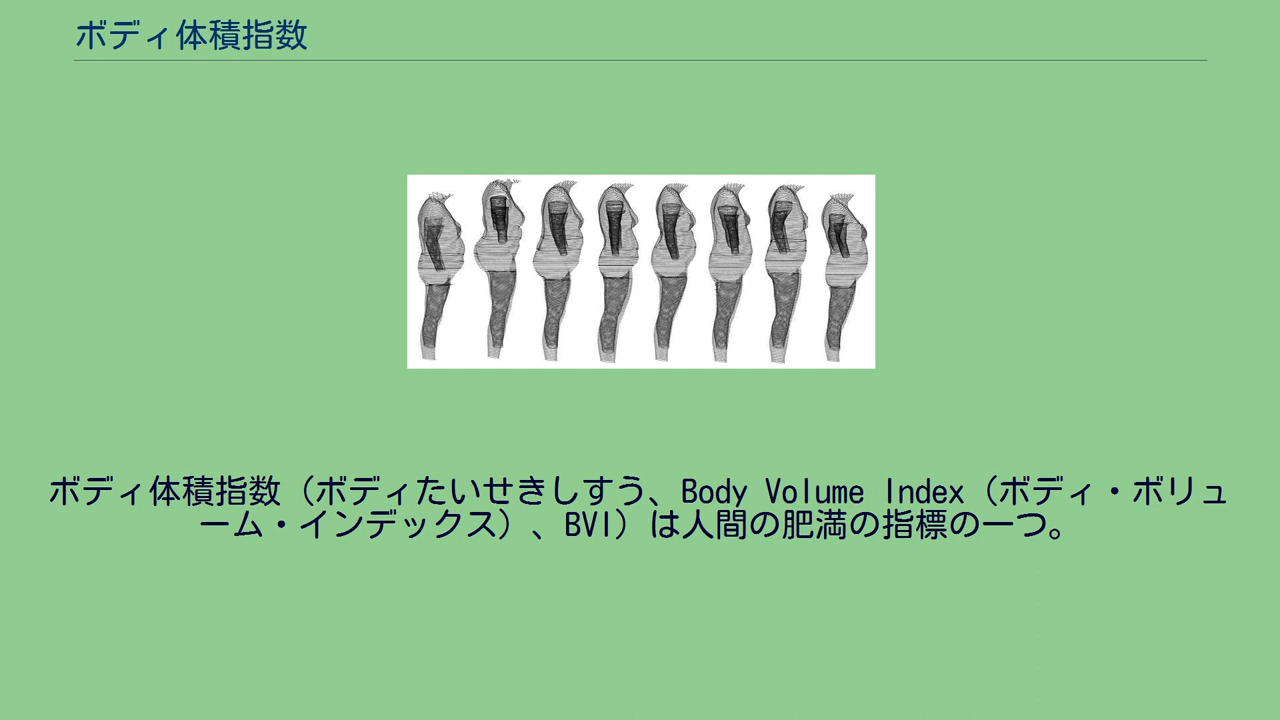 ボディ体積指数
ボディ体積指数（ボディたいせきしすう、Body Volume Index（ボディ・ボリュ
ーム・インデックス）、BVI）は人間の肥満の指標の一つ。